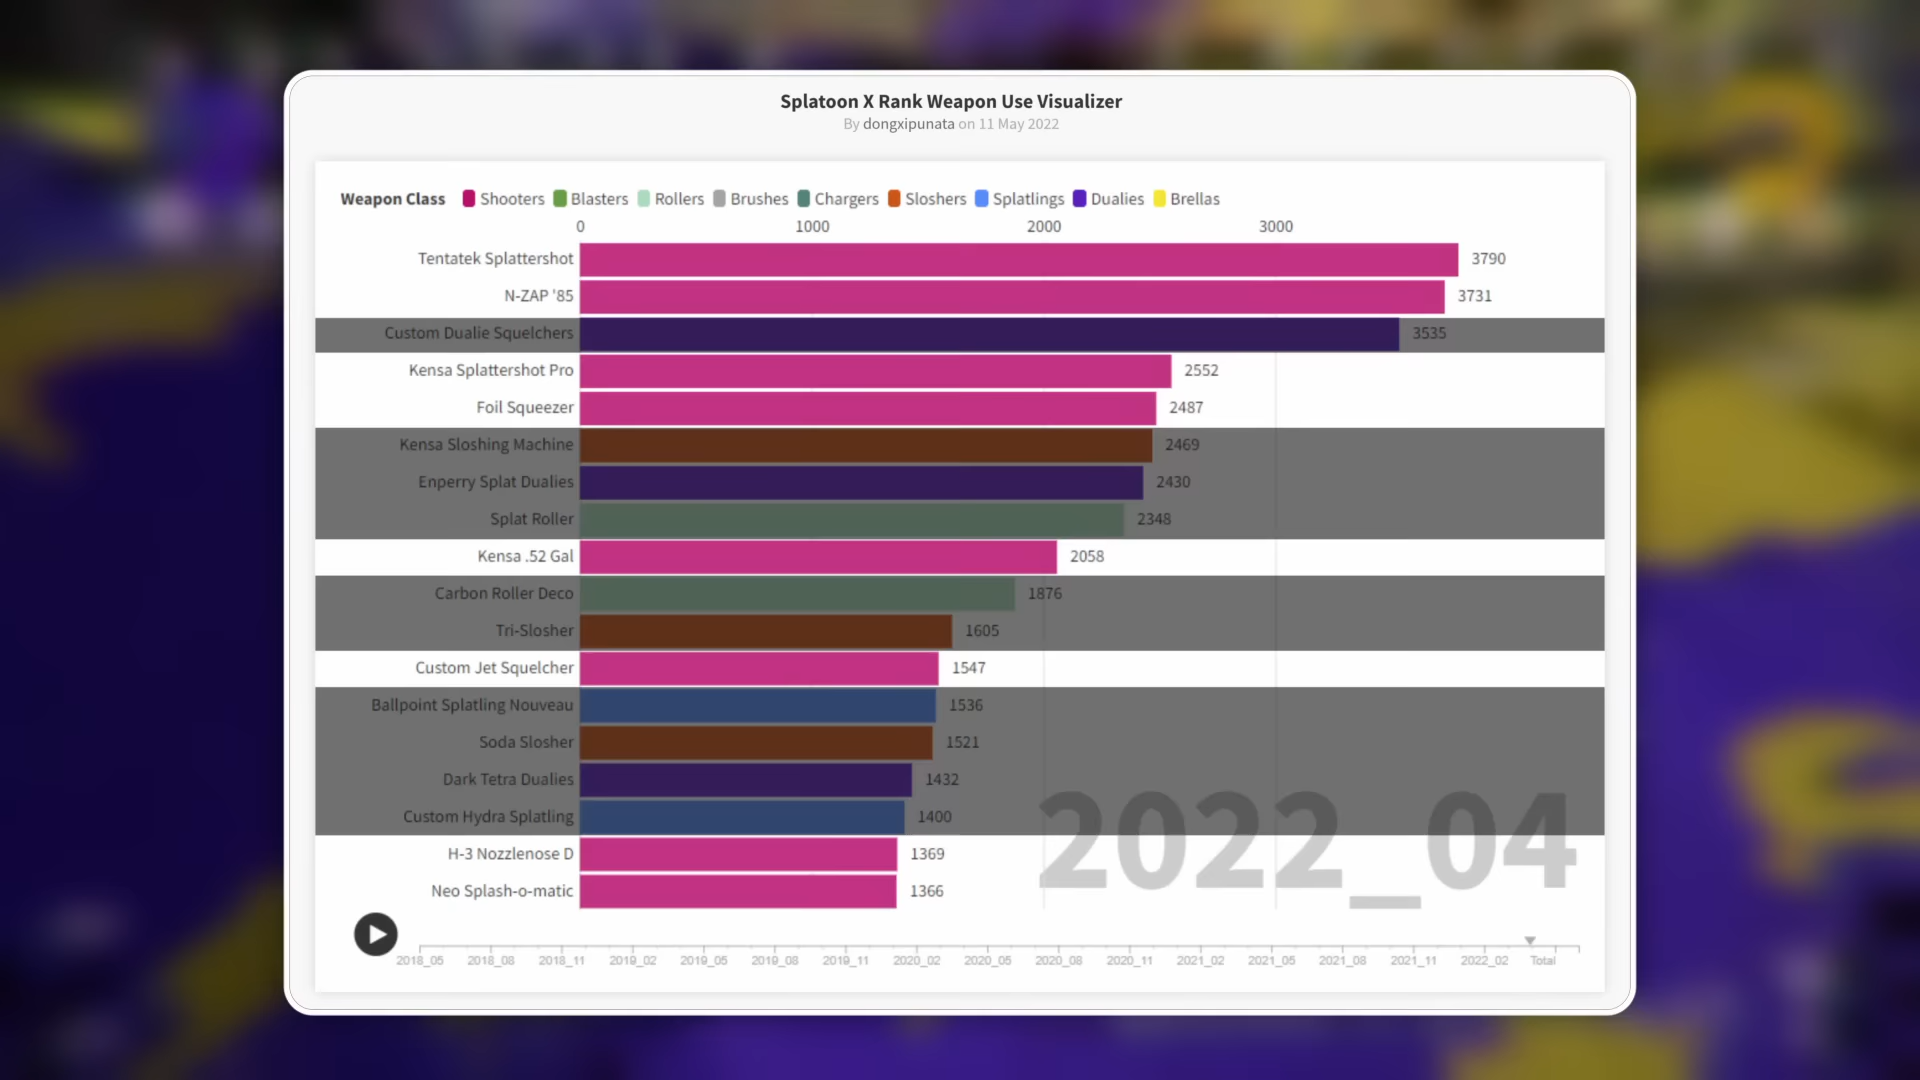 Splatoon X Rank Weapon Use Visualizer
By dongxipunata on 11 May 2022
Weapon Class Shooters Blasters Rollers Brushes Chargers Sloshers Splatlings Dualies Brellas
0 1000 2000 3000
Tentatek Splattershot 3790
N-ZAP '85 3731
Custom Dualie Squelchers 3535
Kensa Splattershot Pro 2552
Foil Squeezer 2487
Kensa Sloshing Machine 2469
Enperry Splat Dualies 2430
Splat Roller 2348
Kensa .52 Gal 2058
Carbon Roller Deco 1876
Tri-Slosher 1605
Custom Jet Squelcher 1547
Ballpoint Splatling Nouveau 1536
Soda Slosher 1521
Dark Tetra Dualies 1432
Custom Hydra Splatling 1400
H-3 Nozzlenose D 1369
Neo Splash-o-matic 1366
2022_04
2018_05 2018_08 2018_11 2019_02 2019_05 2019_08 2019_11 2020_02 2020_05 2020_08 2020_11 2021_02 2021_05 2021_08 2021_11 2022_02 Total